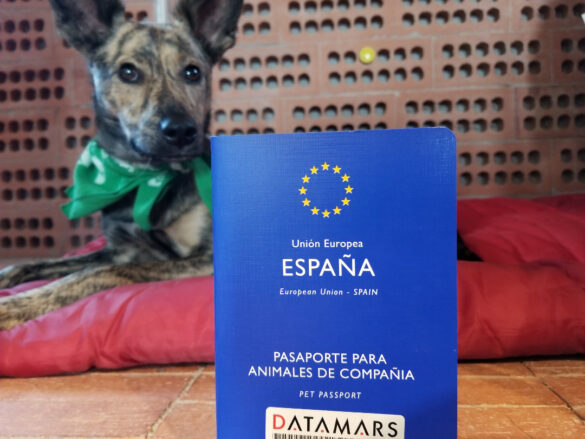 Unión Europea
ESPAÑA
European Union - SPAIN
PASAPORTE PARA
ANIMALES DE COMPAÑIA
PET PASSPORT
DATAMARS